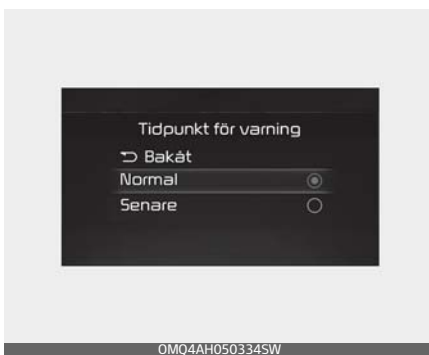 Tidpunkt för varning
Bakåt
Normal
Senare
OMQ4AH050334SW